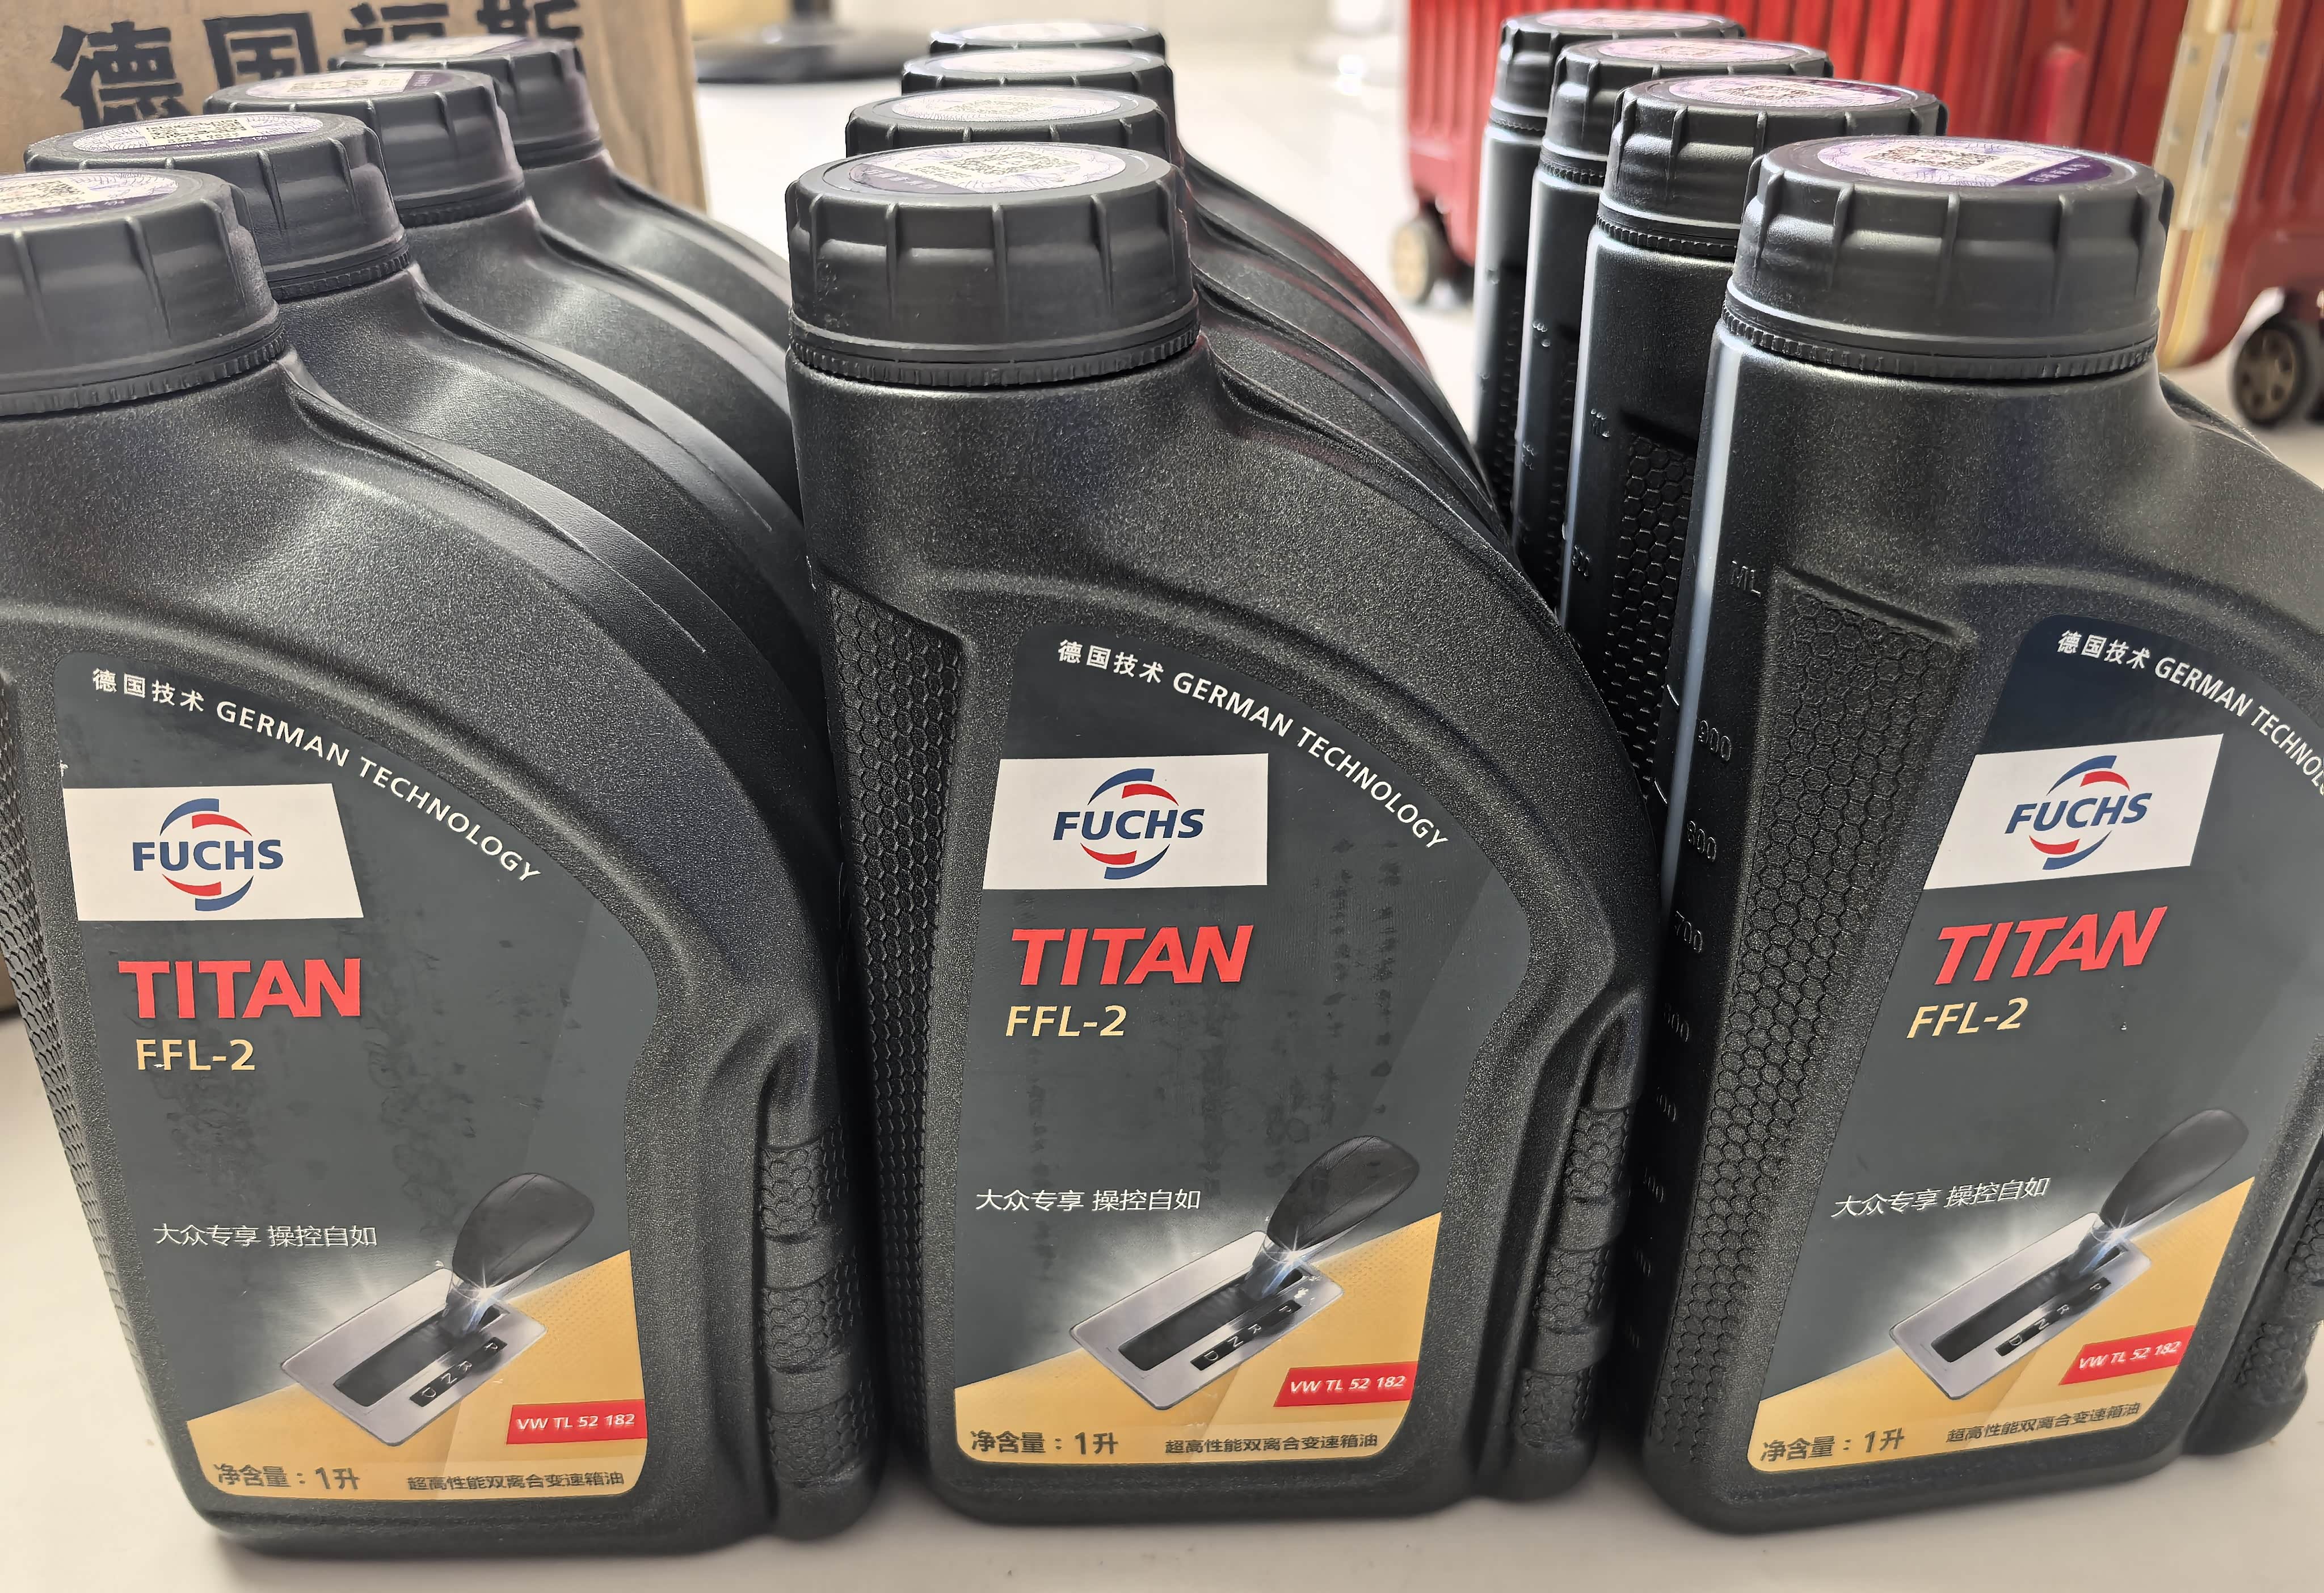 德国福斯
德国技术 GERMAN TECHNOLOGY
FUCHS
TITAN
FFL-2
大众专享 操控自如
P
R
N
D
VW TL 52 182
净含量：1升
超高性能双离合变速箱油
德国技术 GERMAN TECHNOLOGY
FUCHS
TITAN
FFL-2
大众专享 操控自如
P
R
N
D
VW TL 52 182
净含量：1升
超高性能双离合变速箱油
ML
900
800
700
德国技术 GERMAN TECHNOLO
FUCHS
TITAN
FFL-2
大众专享 操控自如
P
R
N
D
VW TL 52 182
净含量：1升
超高性能双离合变速箱油